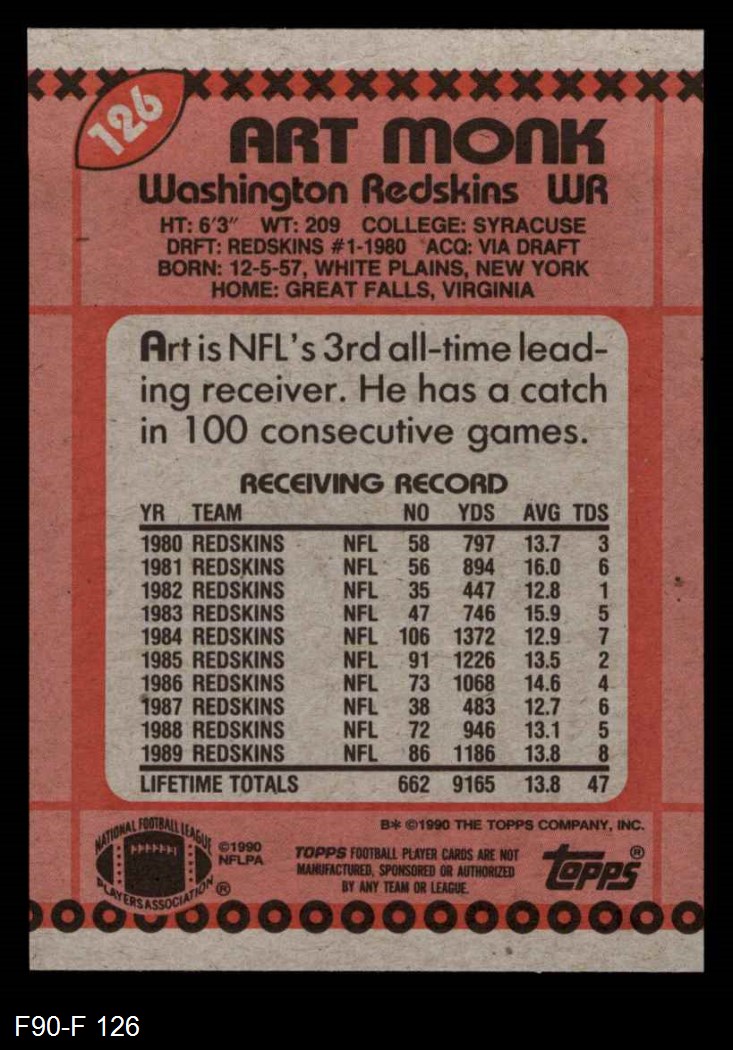 126
ART MONK
Washington Redskins WR
HT: 6'3" WT: 209 COLLEGE: SYRACUSE
DRFT: REDSKINS #1-1980 ACQ: VIA DRAFT
BORN: 12-5-57, WHITE PLAINS, NEW YORK
HOME: GREAT FALLS, VIRGINIA
Art is NFL's 3rd all-time lead-
ing receiver. He has a catch
in 100 consecutive games.
RECEIVING RECORD
YR TEAM NO YDS AVG TDS
1980 REDSKINS NFL 58 797 13.7 3
1981 REDSKINS NFL 56 894 16.0 6
1982 REDSKINS NFL 35 447 12.8 1
1983 REDSKINS NFL 47 746 15.9 5
1984 REDSKINS NFL 106 1372 12.9 7
1985 REDSKINS NFL 91 1226 13.5 2
1986 REDSKINS NFL 73 1068 14.6 4
1987 REDSKINS NFL 38 483 12.7 6
1988 REDSKINS NFL 72 946 13.1 5
1989 REDSKINS NFL 86 1186 13.8 8
LIFETIME TOTALS 662 9165 13.8 47
B* ©1990 THE TOPPS COMPANY, INC.
NATIONAL FOOTBALL LEAGUE
PLAYERS ASSOCIATION ®
©1990
NFLPA
TOPPS FOOTBALL PLAYER CARDS ARE NOT
MANUFACTURED, SPONSORED OR AUTHORIZED
BY ANY TEAM OR LEAGUE.
topps ®
F90-F 126